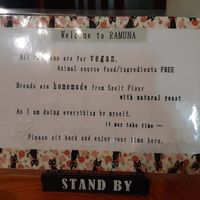 Welcome to RAMUNA
All menus are for vegan.
Animal source food/ingredients FREE
Breads are homemade from Spelt Flour
with natural yeast
As I am doing everything by myself,
it may take time ---
Please sit back and enjoy your time here.
STAND BY